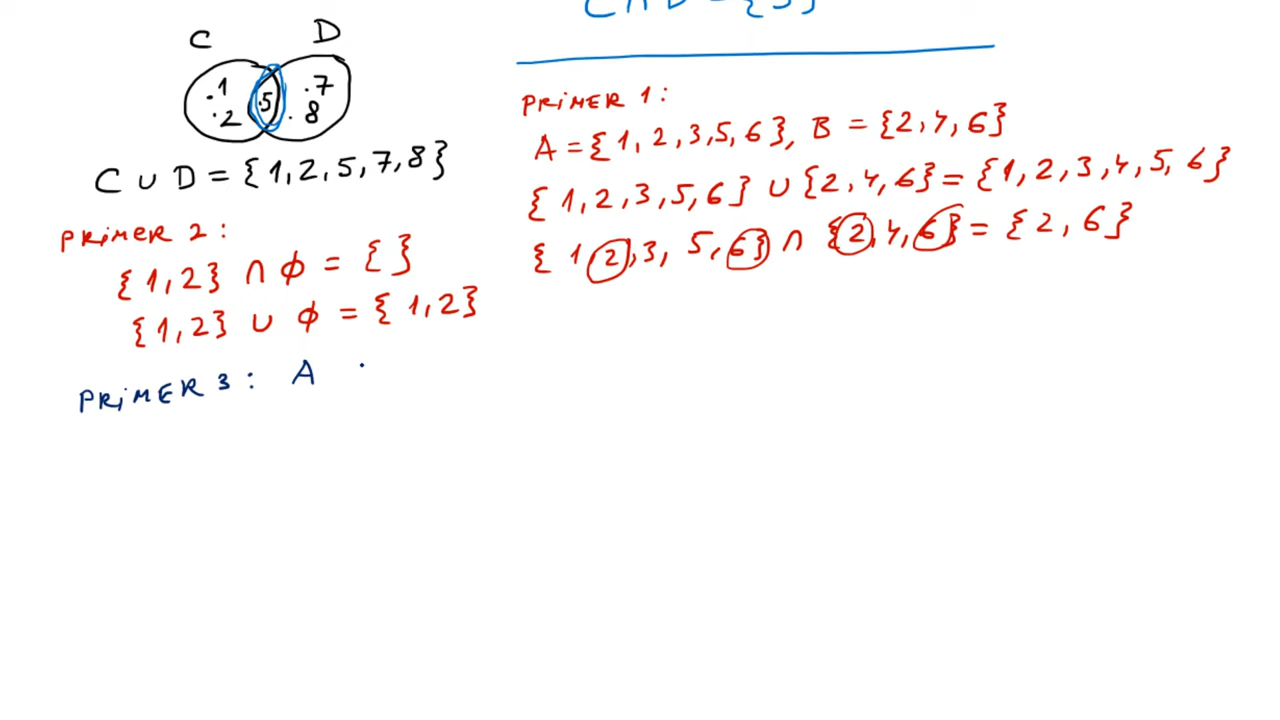 C ∩ D = {5}
C D
.1 .2 .5 .7 .8
C ∪ D = {1,2,5,7,8}
PRIMER 2:
{1,2} ∩ φ = {}
{1,2} ∪ φ = {1,2}
PRIMER 3: A .
PRIMER 1:
A = {1,2,3,5,6}, B = {2,4,6}
{1,2,3,5,6} ∪ {2,4,6} = {1,2,3,4,5,6}
{1 2,3,5,6} ∩ {2,4,6} = {2,6}